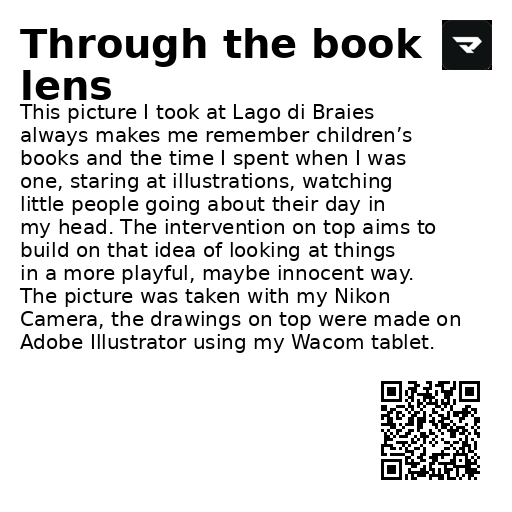 Through the book
lens
This picture I took at Lago di Braies
always makes me remember children’s
books and the time I spent when I was
one, staring at illustrations, watching
little people going about their day in
my head. The intervention on top aims to
build on that idea of looking at things
in a more playful, maybe innocent way.
The picture was taken with my Nikon
Camera, the drawings on top were made on
Adobe Illustrator using my Wacom tablet.